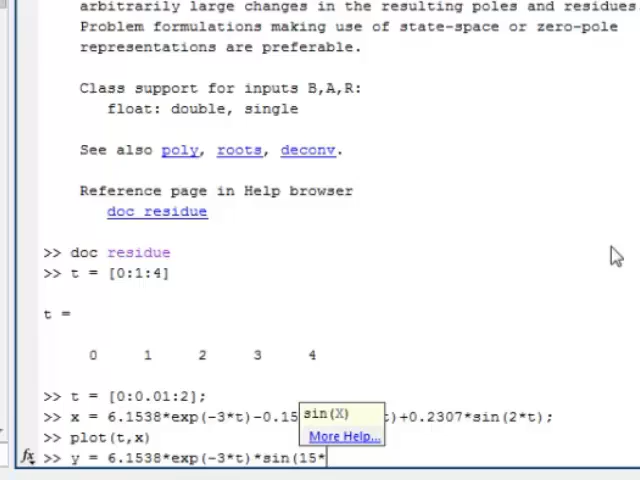 arbitrarily large changes in the resulting poles and residues.
Problem formulations making use of state-space or zero-pole
representations are preferable.
Class support for inputs B,A,R:
float: double, single
See also poly, roots, deconv.
Reference page in Help browser
doc residue
>> doc residue
>> t = [0:1:4]
t =
0 1 2 3 4
>> t = [0:0.01:2];
>> x = 6.1538*exp(-3*t)-0.15 t)+0.2307*sin(2*t);
sin(X)
More Help...
>> plot(t,x)
fx >> y = 6.1538*exp(-3*t)*sin(15*